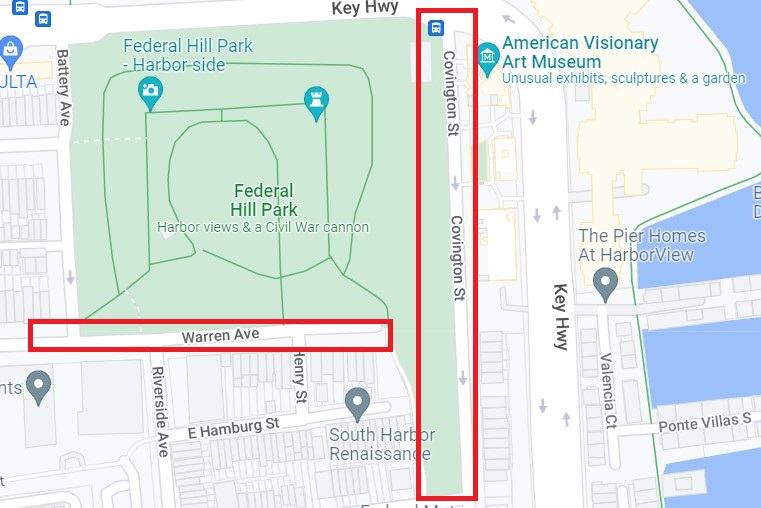 Key Hwy
Federal Hill Park
- Harbor side
American Visionary
Art Museum
Unusual exhibits, sculptures & a garden
ULTA
Battery Ave
Covington St
Federal
Hill Park
Harbor views & a Civil War cannon
Covington St
The Pier Homes
At HarborView
Key Hwy
Warren Ave
Henry St
Riverside Ave
Valencia Ct
nts
E Hamburg St
South Harbor
Renaissance
Ponte Villas S